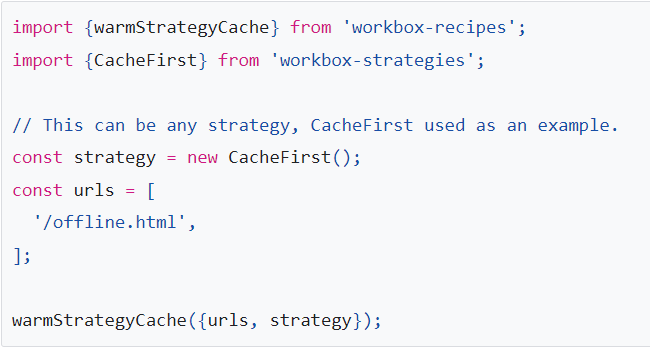 import {warmStrategyCache} from 'workbox-recipes';
import {CacheFirst} from 'workbox-strategies';

// This can be any strategy, CacheFirst used as an example.
const strategy = new CacheFirst();
const urls = [
  '/offline.html',
];

warmStrategyCache({urls, strategy});